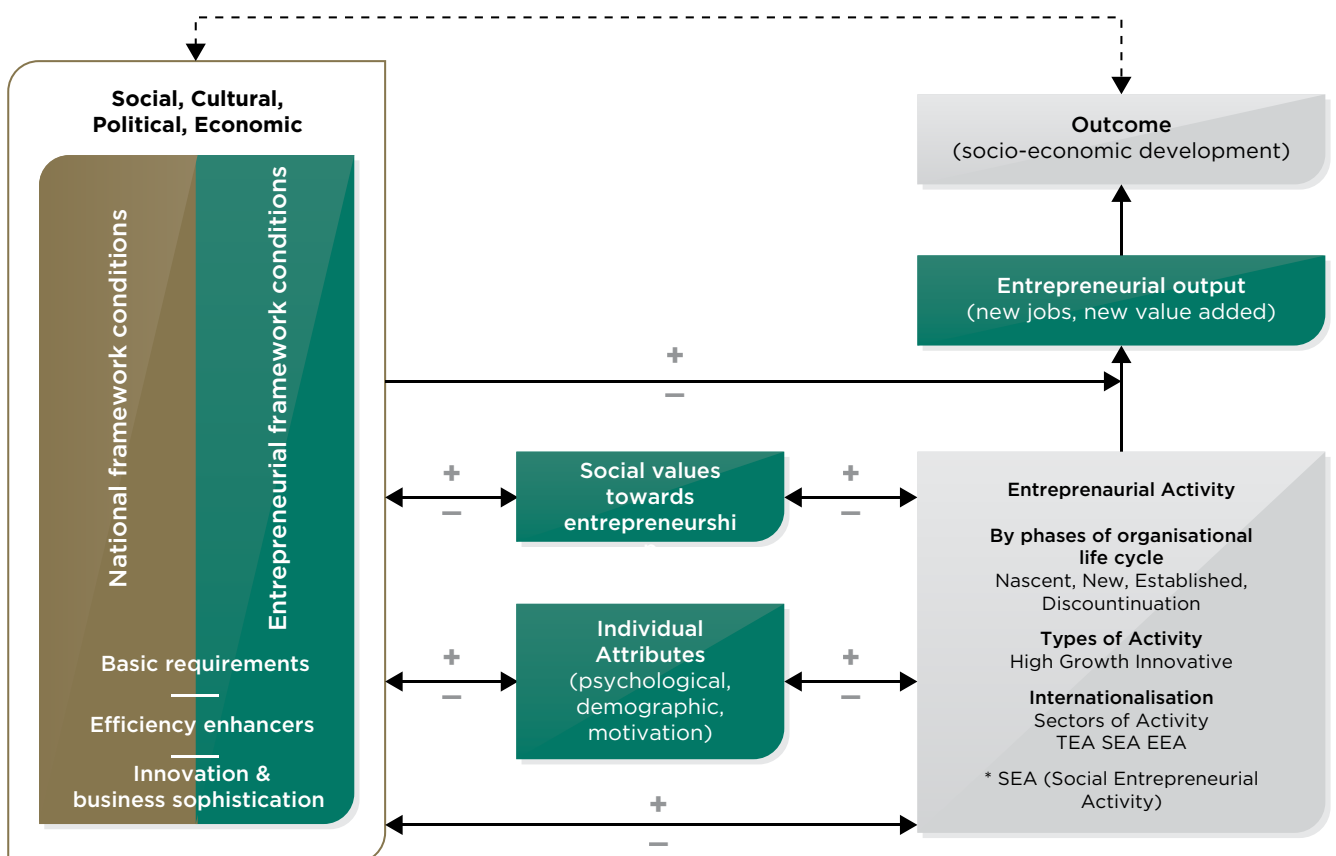 Social, Cultural,
Political, Economic
National framework conditions
Entrepreneurial framework conditions
Basic requirements
Efficiency enhancers
Innovation &
business sophistication
Outcome
(socio-economic development)
Entrepreneurial output
(new jobs, new value added)
+
−
+
−
Social values
towards
entrepreneurshi
+
−
+
−
Individual
Attributes
(psychological,
demographic,
motivation)
+
−
+
−
Entreprenaurial Activity
By phases of organisational
life cycle
Nascent, New, Established,
Discountinuation
Types of Activity
High Growth Innovative
Internationalisation
Sectors of Activity
TEA SEA EEA
* SEA (Social Entrepreneurial
Activity)